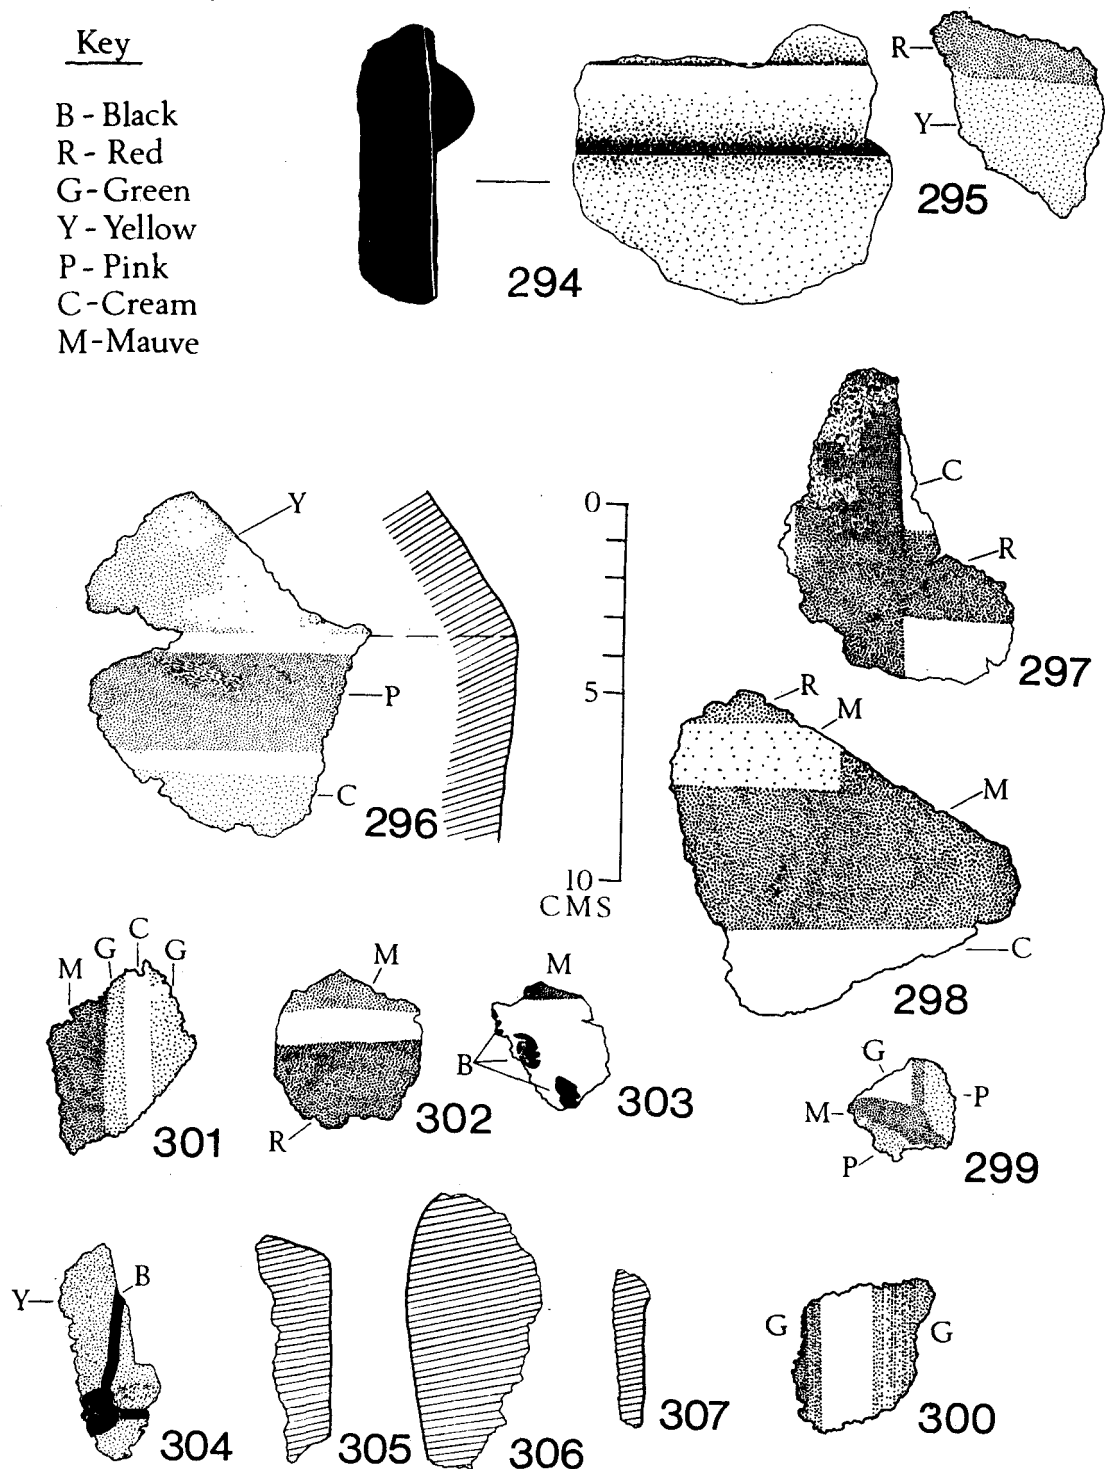 Key
B - Black
R - Red
G - Green
Y - Yellow
P - Pink
C - Cream
M - Mauve
294
R
Y
295
C
R
297
Y
P
C
296
0
5
10
CMS
R
M
M
C
298
M
G
C
G
301
M
R
302
M
B
303
G
M
P
P
299
Y
B
304
305
306
307
G
G
300